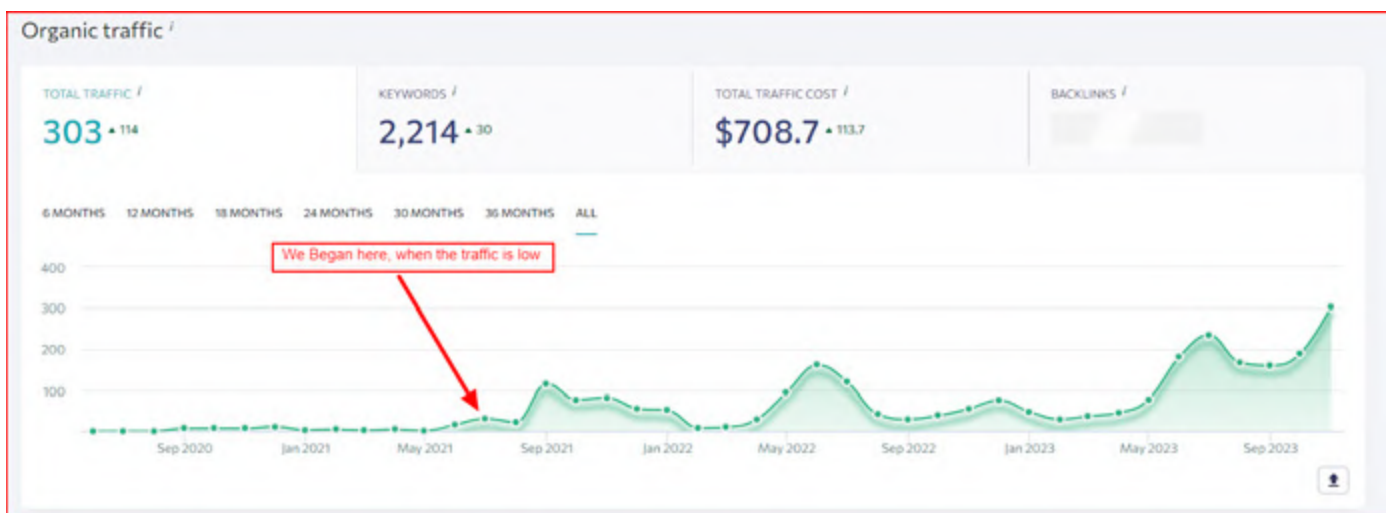 Organic traffic i
TOTAL TRAFFIC i
303 ▲ 114
KEYWORDS i
2,214 ▲ 30
TOTAL TRAFFIC COST i
$708.7 ▲ 113.7
BACKLINKS i
6 MONTHS 12 MONTHS 18 MONTHS 24 MONTHS 30 MONTHS 36 MONTHS ALL
We Began here, when the traffic is low
400
300
200
100
Sep 2020 Jan 2021 May 2021 Sep 2021 Jan 2022 May 2022 Sep 2022 Jan 2023 May 2023 Sep 2023